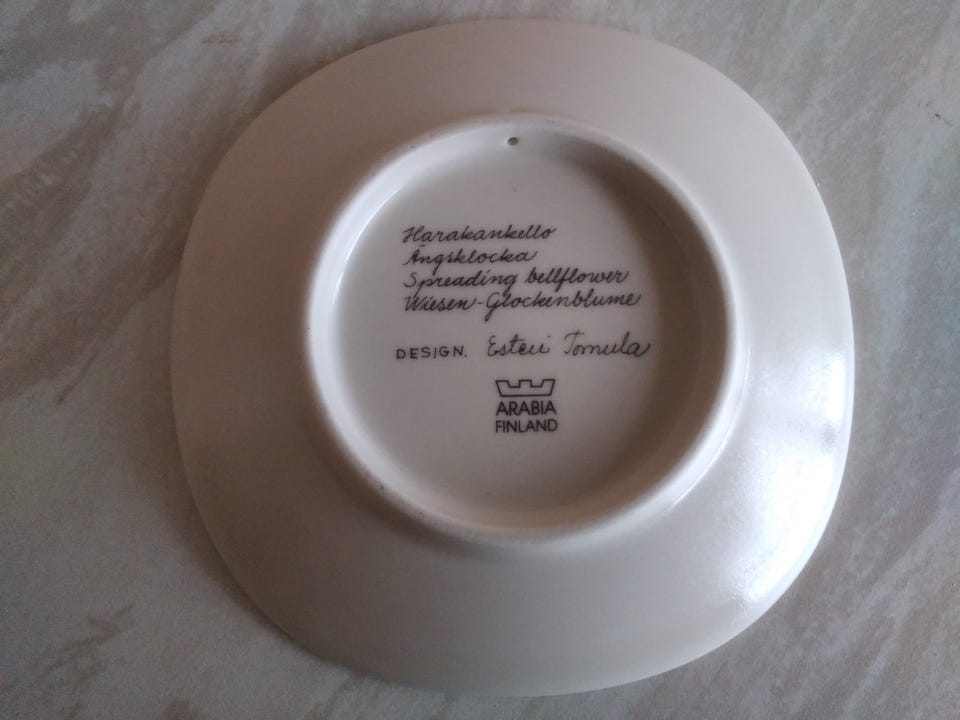 Harakankello
Ängsklocka
Spreading bellflower
Wiesen-Glockenblume
DESIGN. Esteri Tomula
ARABIA
FINLAND